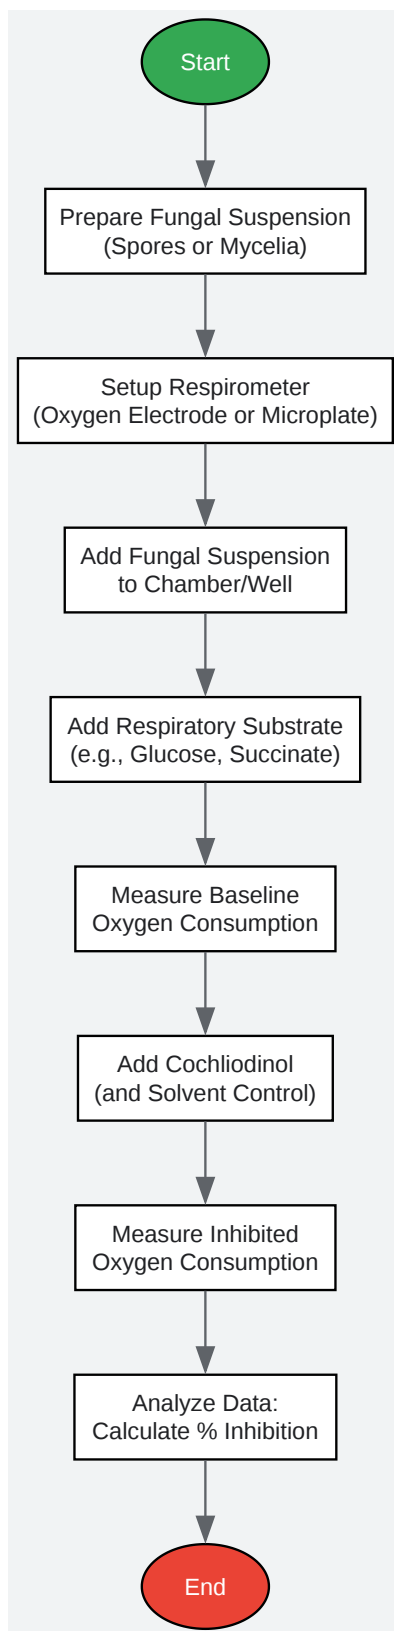 Start
Prepare Fungal Suspension
(Spores or Mycelia)
Setup Respirometer
(Oxygen Electrode or Microplate)
Add Fungal Suspension
to Chamber/Well
Add Respiratory Substrate
(e.g., Glucose, Succinate)
Measure Baseline
Oxygen Consumption
Add Cochliodinol
(and Solvent Control)
Measure Inhibited
Oxygen Consumption
Analyze Data:
Calculate % Inhibition
End